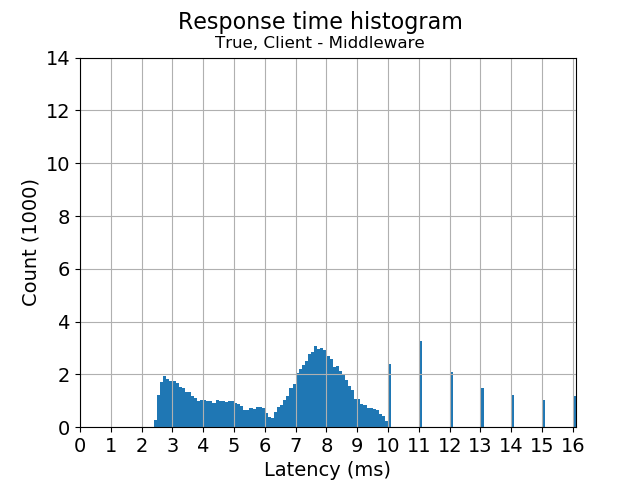 Response time histogram
True, Client - Middleware
14
12
10
8
6
4
2
0
Count (1000)
0 1 2 3 4 5 6 7 8 9 10 11 12 13 14 15 16
Latency (ms)